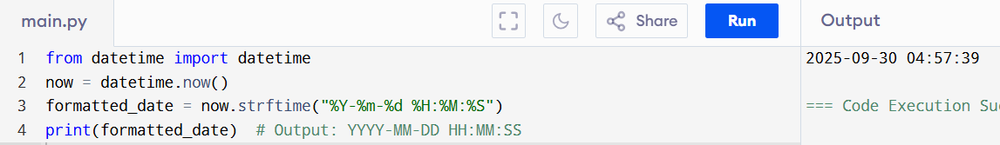 main.py
Share
Run
Output
1 from datetime import datetime
2 now = datetime.now()
3 formatted_date = now.strftime("%Y-%m-%d %H:%M:%S")
4 print(formatted_date)  # Output: YYYY-MM-DD HH:MM:SS
2025-09-30 04:57:39
=== Code Execution Suc